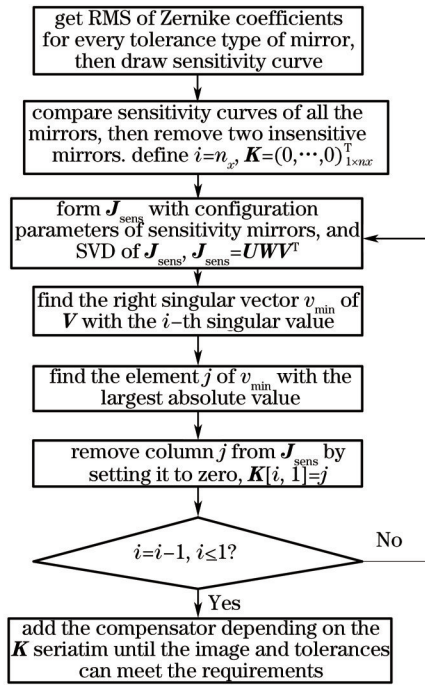 get RMS of Zernike coefficients
for every tolerance type of mirror,
then draw sensitivity curve
compare sensitivity curves of all the
mirrors, then remove two insensitive
mirrors. define i=nₓ, K=(0,⋯,0)ᵀ₁ₓₙₓ
form J_sens with configuration
parameters of sensitivity mirrors, and
SVD of J_sens, J_sens=UWVᵀ
find the right singular vector v_min of
V with the i-th singular value
find the element j of v_min with the
largest absolute value
remove column j from J_sens by
setting it to zero, K[i, 1]=j
i=i-1, i≤1?
No
Yes
add the compensator depending on the
K seriatim until the image and tolerances
can meet the requirements